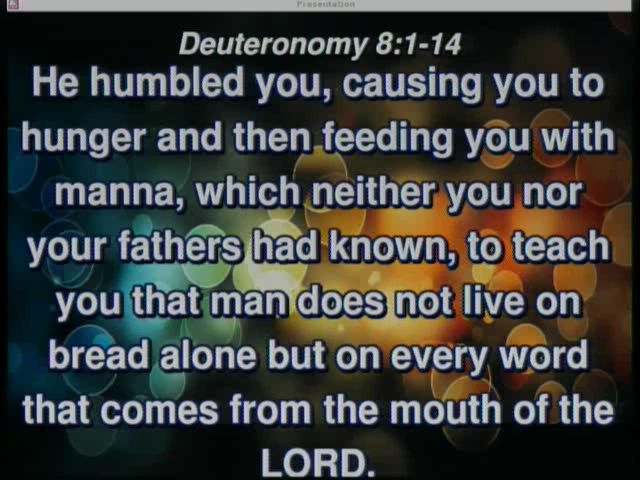 Presentation
Deuteronomy 8:1-14
He humbled you, causing you to
hunger and then feeding you with
manna, which neither you nor
your fathers had known, to teach
you that man does not live on
bread alone but on every word
that comes from the mouth of the
LORD.